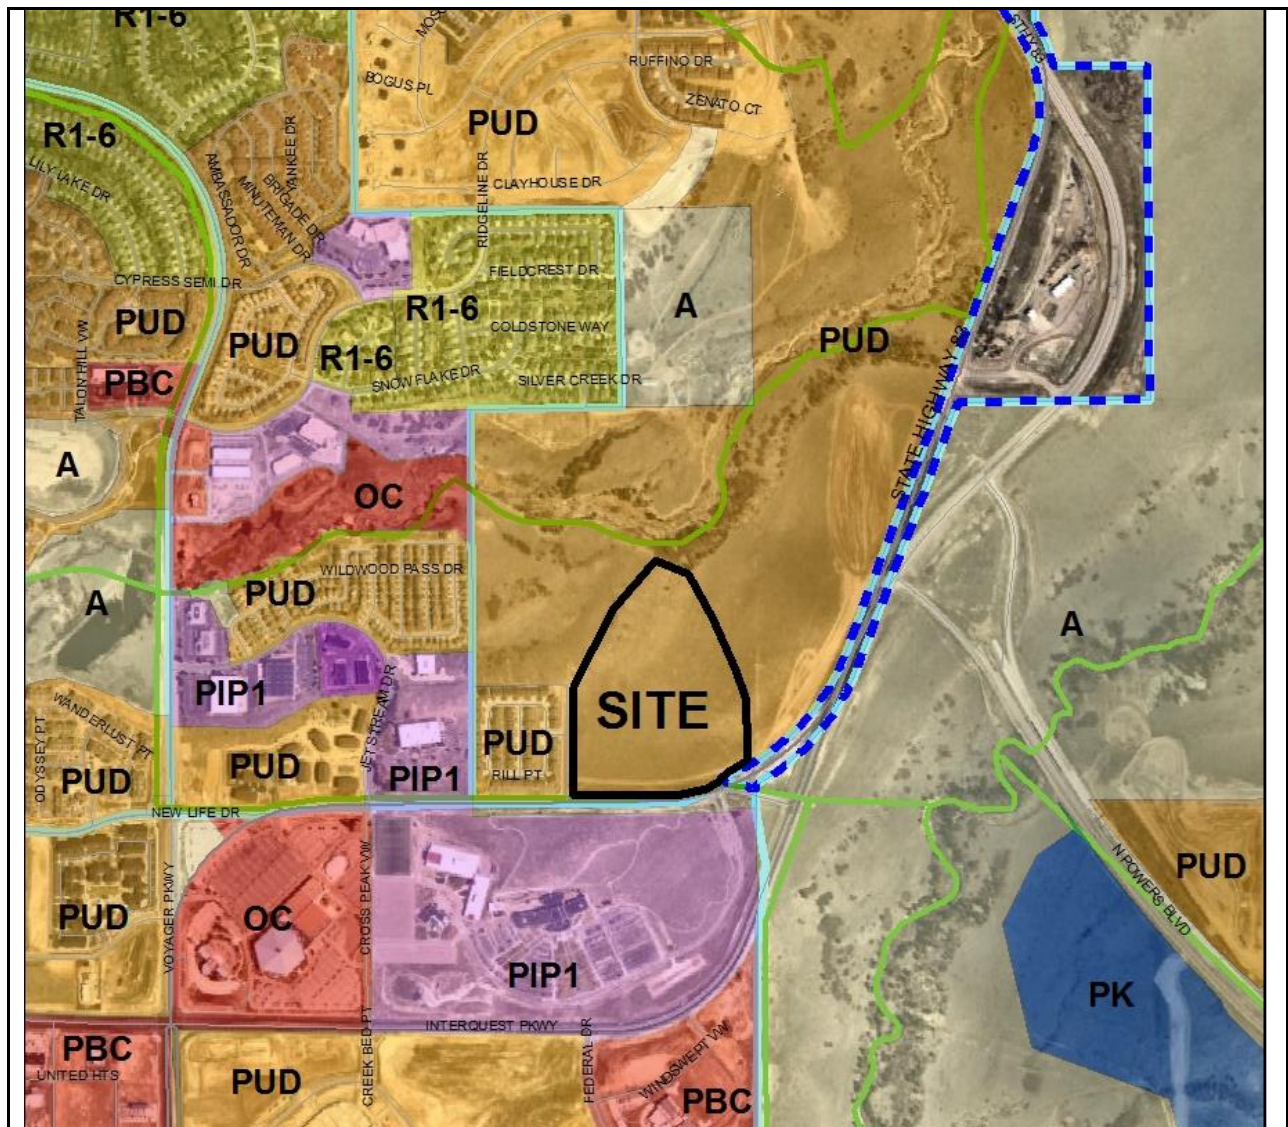 R1-6
MOS
STHY 83
RUFFINO DR
BOGUS PL
ZENATO CT
PUD
R1-6
YANKEE DR
LILY LAKE DR
AMBASSADOR DR
BRIGADE DR
MINUTEMAN DR
RIDGELINE DR
CLAYHOUSE DR
FIELDCREST DR
CYPRESS SEMI DR
R1-6
A
COLDSTONE WAY
PUD
PUD
PUD
R1-6
TALON HILL VW
PBC
SNOWFLAKE DR
SILVER CREEK DR
STATE HIGHWAY 83
A
OC
WILDWOOD PASS DR
PUD
A
A
PIP1
JETSTREAM DR
SITE
WANDERLUST PT
ODYSSEY PT
PUD
PUD
PIP1
PUD
RILL PT
NEW LIFE DR
N POWERS BLVD
PUD
VOYAGER PKWY
CROSS PEAK VW
PUD
OC
PIP1
PK
INTERQUEST PKWY
PBC
UNITED HTS
PUD
CREEK BED PT
FEDERAL DR
WINDSWEPT VW
PBC